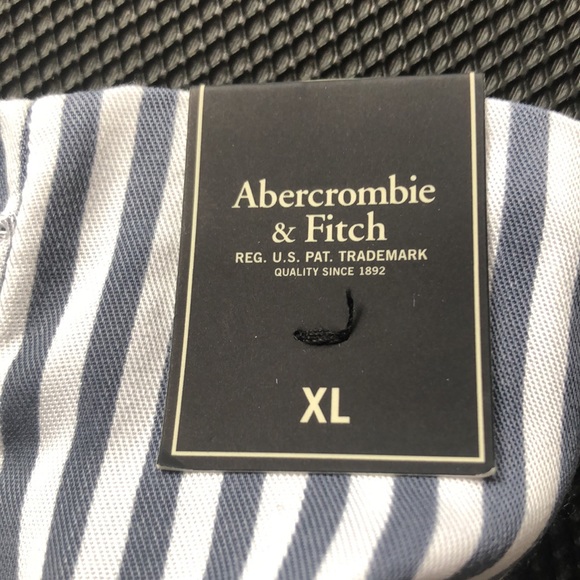 Abercrombie
& Fitch
REG. U.S. PAT. TRADEMARK
QUALITY SINCE 1892
XL